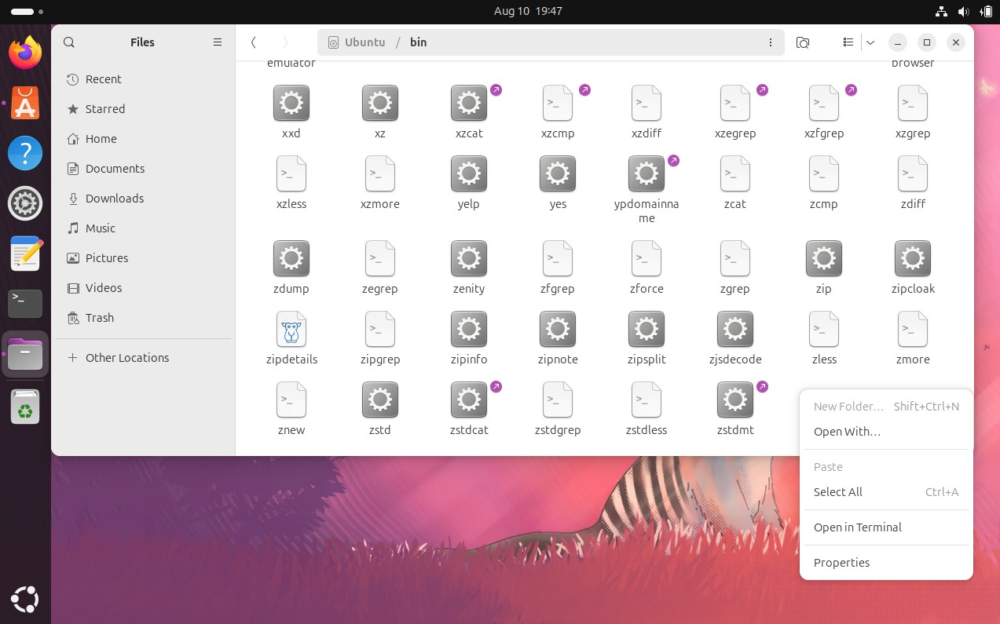 Aug 10 19:47
Files
Ubuntu / bin
Recent
Starred
Home
Documents
Downloads
Music
Pictures
Videos
Trash
Other Locations
emulator browser
xxd xz xzcat xzcmp xzdiff xzegrep xzfgrep xzgrep
xzless xzmore yelp yes ypdomainna zcat zcmp zdiff
me
zdump zegrep zenity zfgrep zforce zgrep zip zipcloak
zipdetails zipgrep zipinfo zipnote zipsplit zjsdecode zless zmore
znew zstd zstdcat zstdgrep zstdless zstdmt
New Folder… Shift+Ctrl+N
Open With…
Paste
Select All Ctrl+A
Open in Terminal
Properties